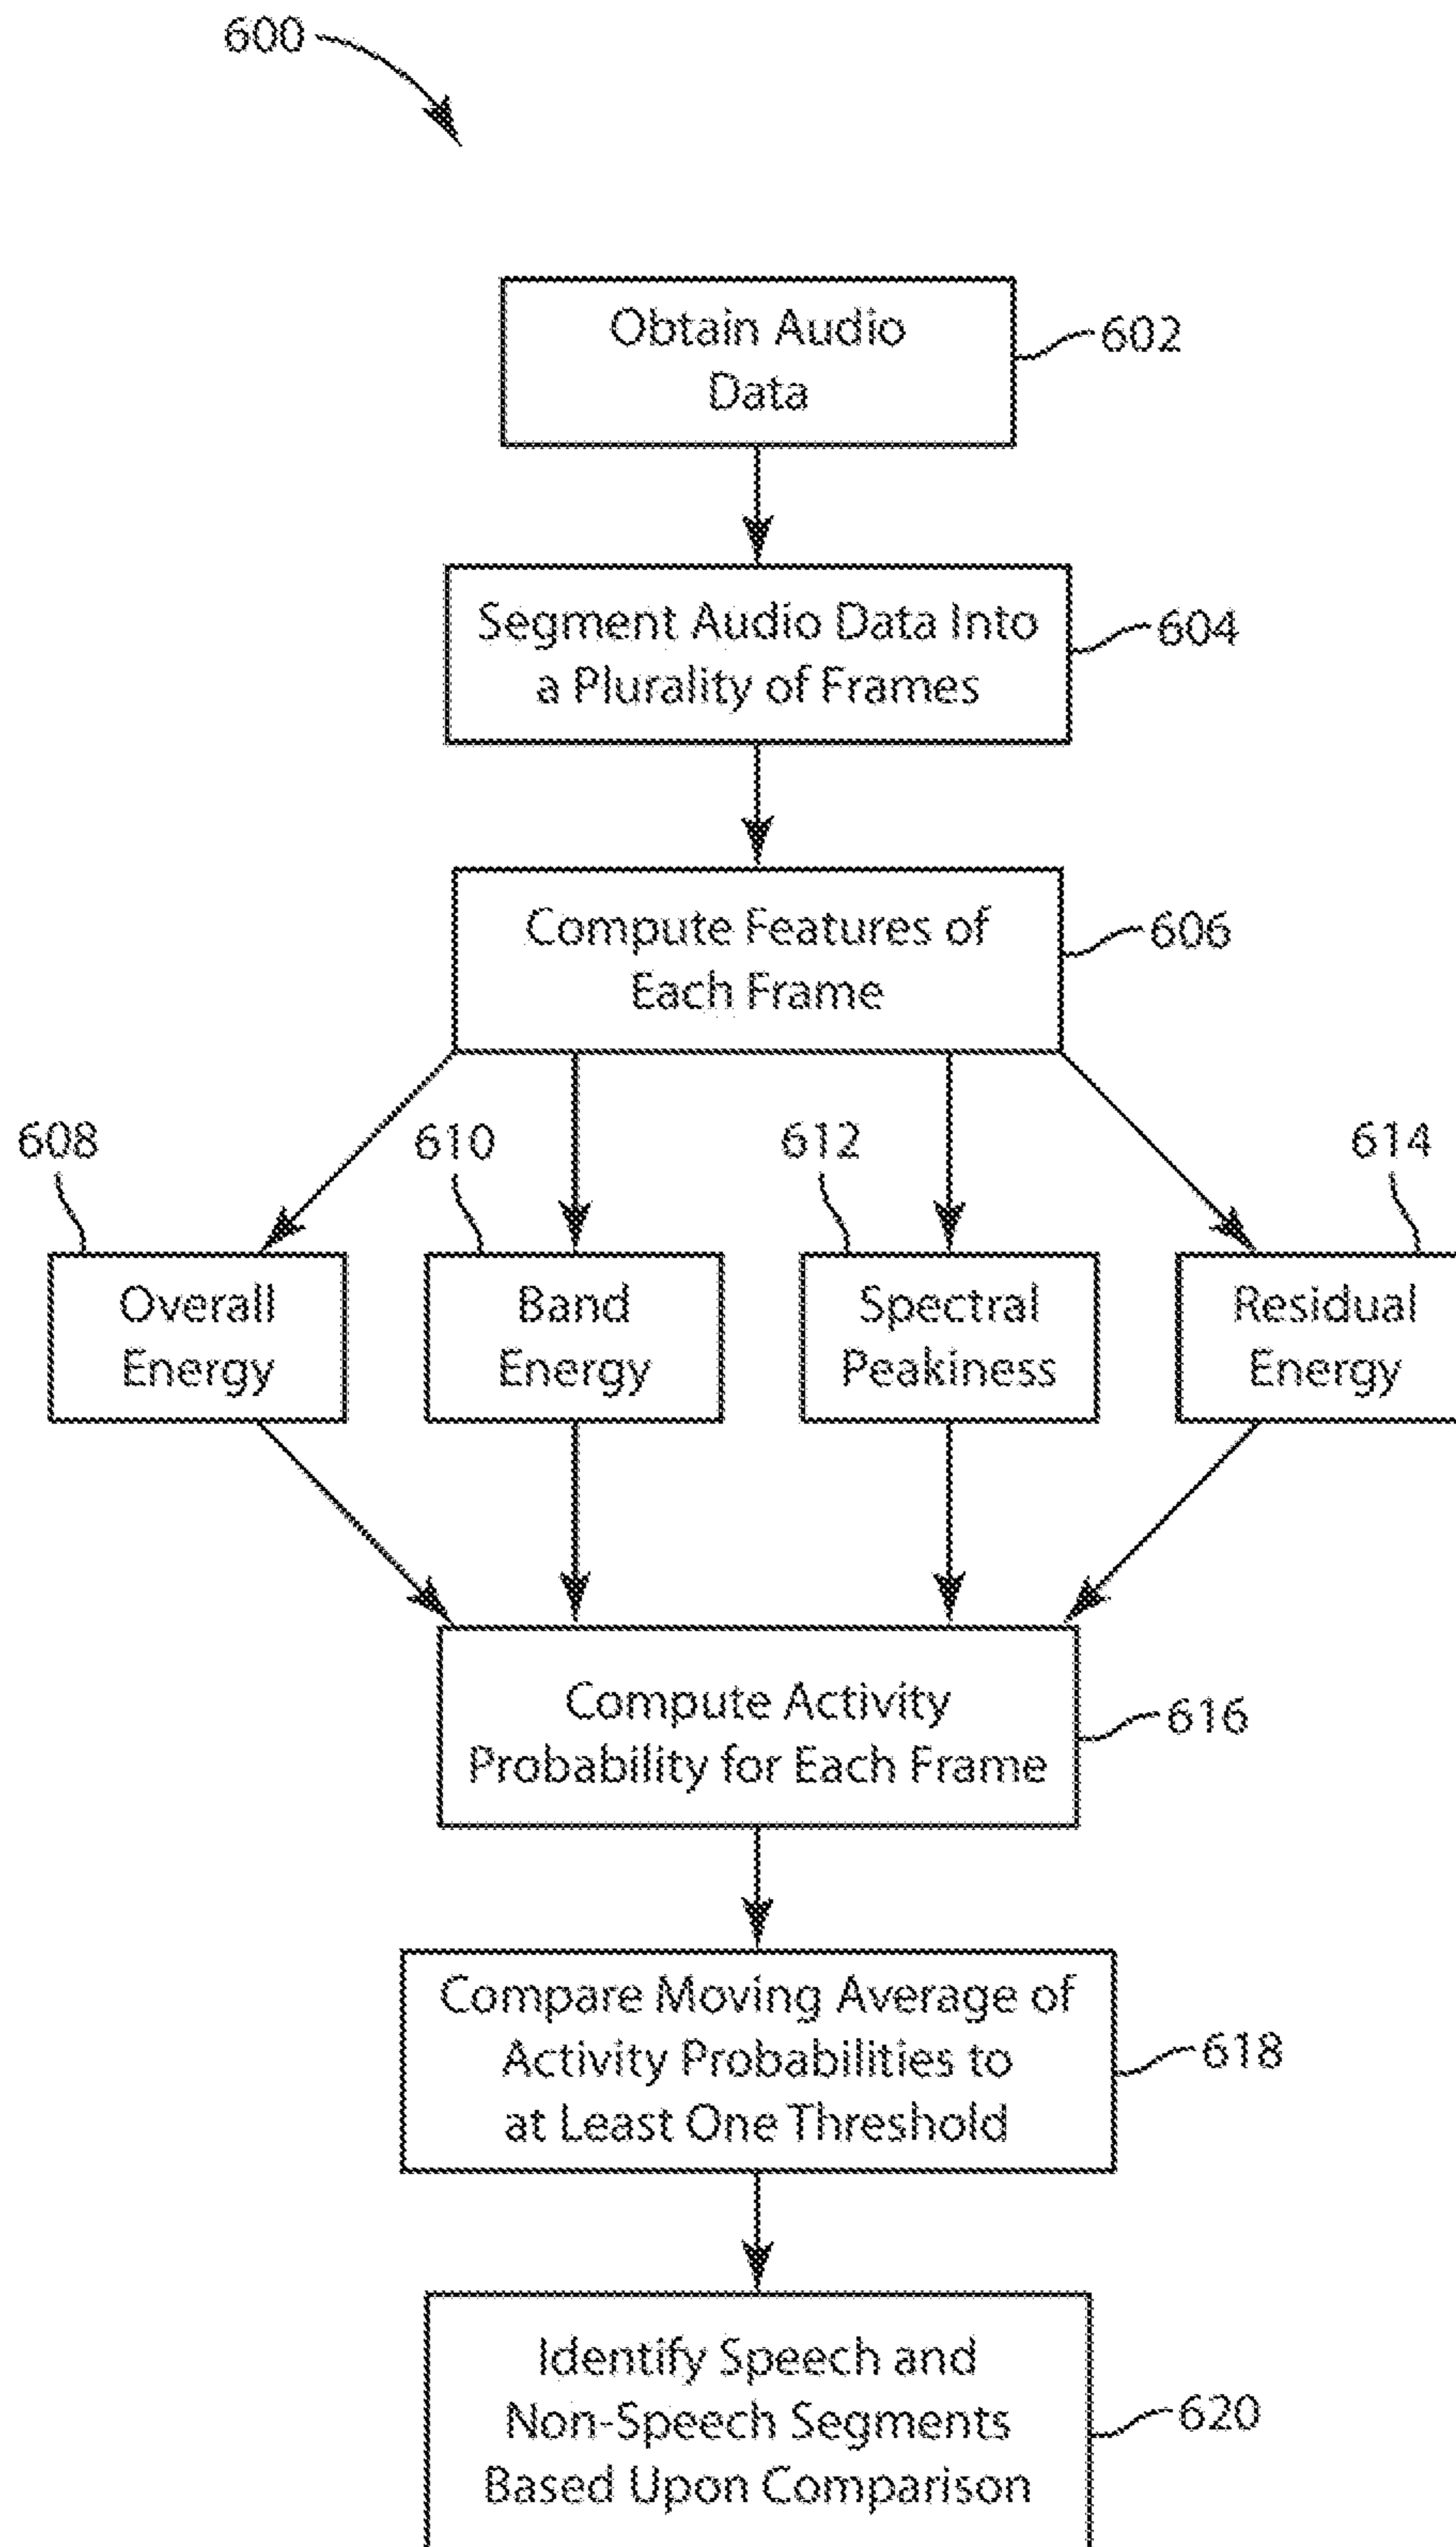 600
Obtain Audio
Data
602
Segment Audio Data Into
a Plurality of Frames
604
Compute Features of
Each Frame
606
608
610
612
614
Overall
Energy
Band
Energy
Spectral
Peakiness
Residual
Energy
Compute Activity
Probability for Each Frame
616
Compare Moving Average of
Activity Probabilities to
at Least One Threshold
618
Identify Speech and
Non-Speech Segments
Based Upon Comparison
620